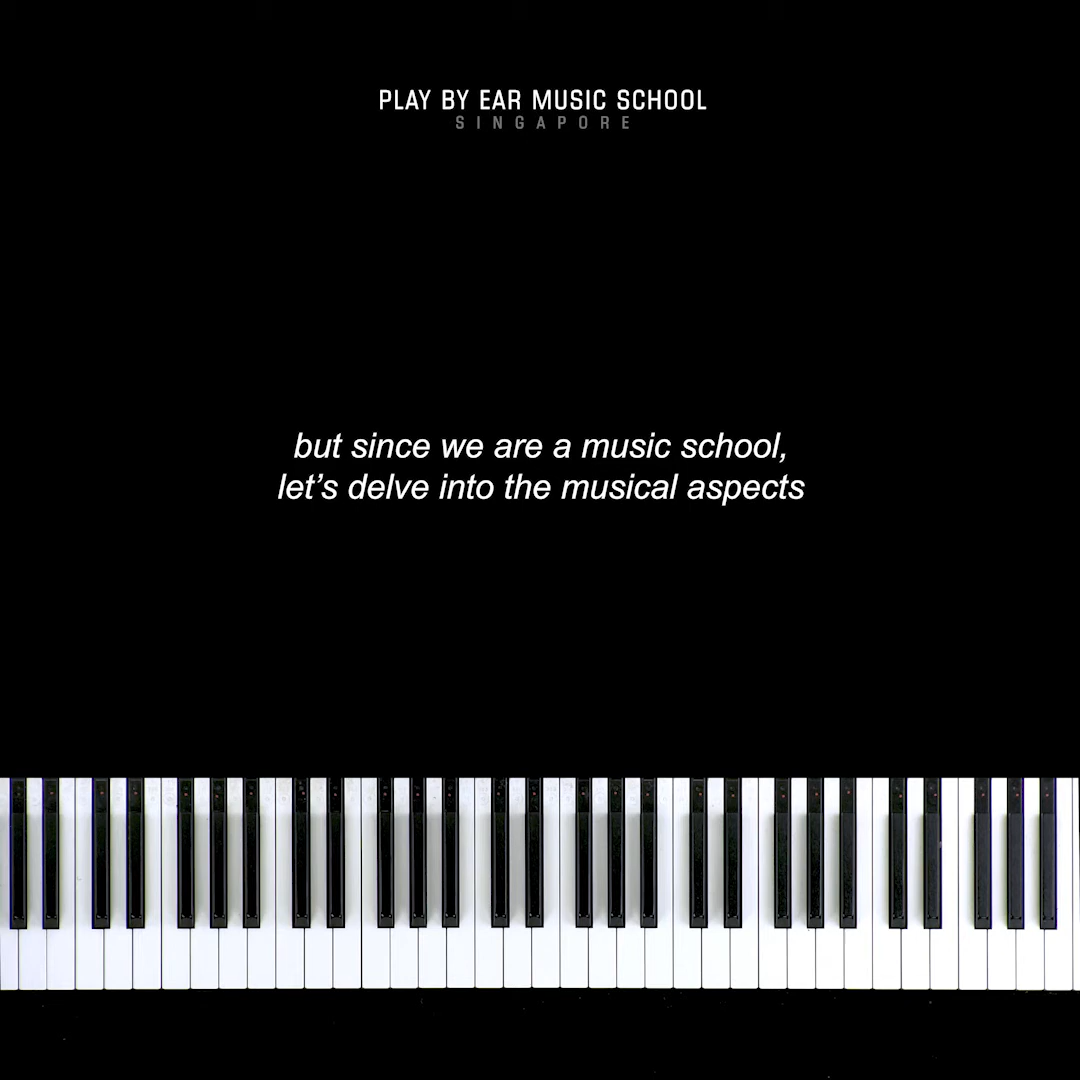 PLAY BY EAR MUSIC SCHOOL
SINGAPORE
but since we are a music school,
let’s delve into the musical aspects